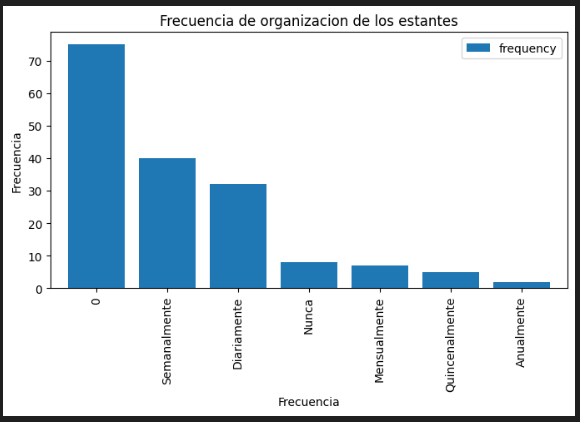 Frecuencia de organizacion de los estantes
frequency
70
60
50
40
30
20
10
0
Frecuencia
0
Semanalmente
Diariamente
Nunca
Mensualmente
Quincenalmente
Anualmente
Frecuencia